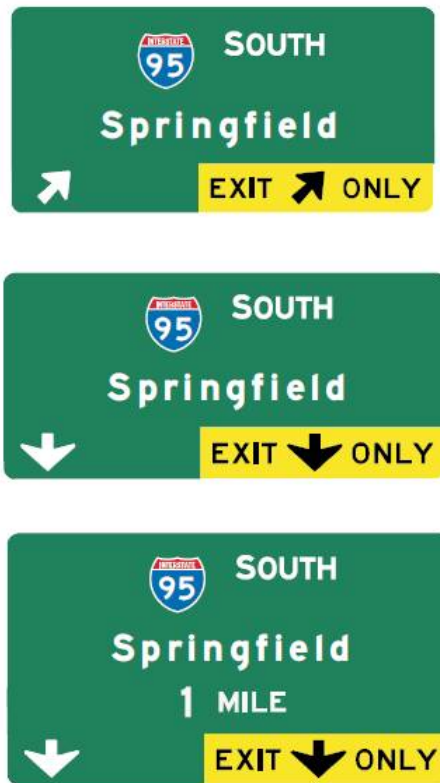 INTERSTATE
95 SOUTH
Springfield
EXIT ONLY
INTERSTATE
95 SOUTH
Springfield
EXIT ONLY
INTERSTATE
95 SOUTH
Springfield
1 MILE
EXIT ONLY